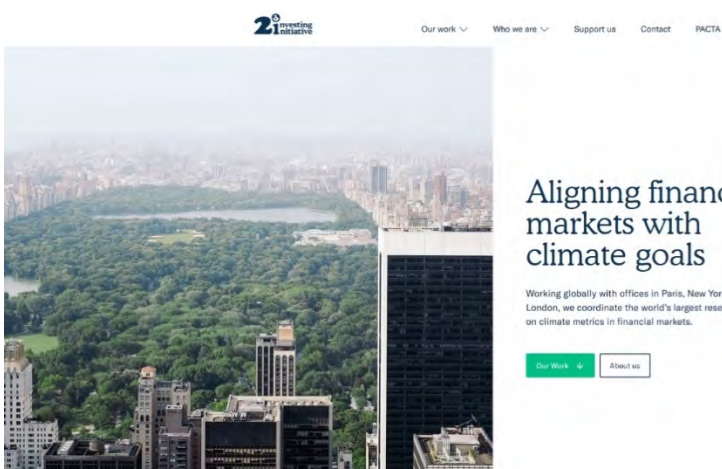 2° investing
initiative
Our work
Who we are
Support us
Contact
PACTA
Aligning financ
markets with
climate goals
Working globally with offices in Paris, New Yor
London, we coordinate the world's largest rese
on climate metrics in financial markets.
Our Work
About us